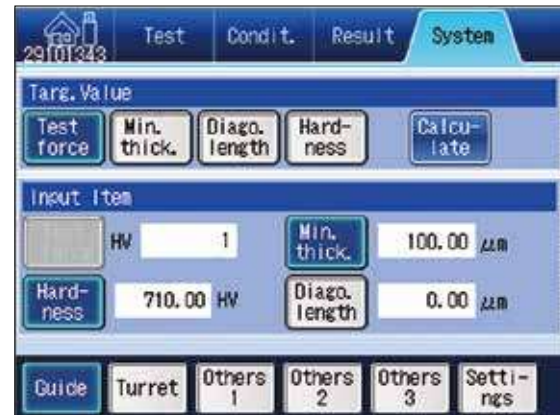 29101343
Test Condit. Result System
Targ. Value
Test force Min. thick. Diago. length Hard- ness Calcu- late
Input Item
HV 1 Min. thick. 100.00 μm
Hard- ness 710.00 HV Diago. length 0.00 μm
Guide Turret Others 1 Others 2 Others 3 Setti- ngs